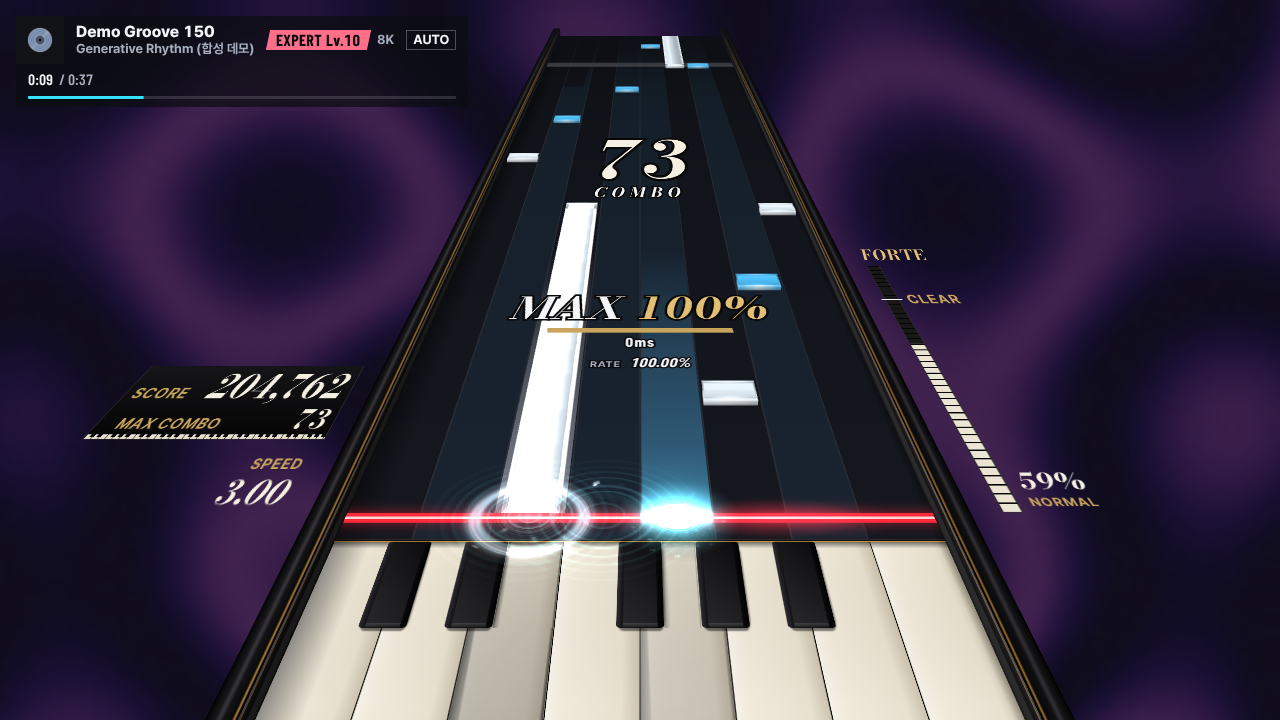 Demo Groove 150
Generative Rhythm (합성 데모)
EXPERT Lv.10
8K
AUTO
0:09 / 0:37
73
COMBO
FORTE
CLEAR
MAX 100%
0ms
RATE 100.00%
SCORE 204,762
MAX COMBO 73
SPEED
3.00
59%
NORMAL